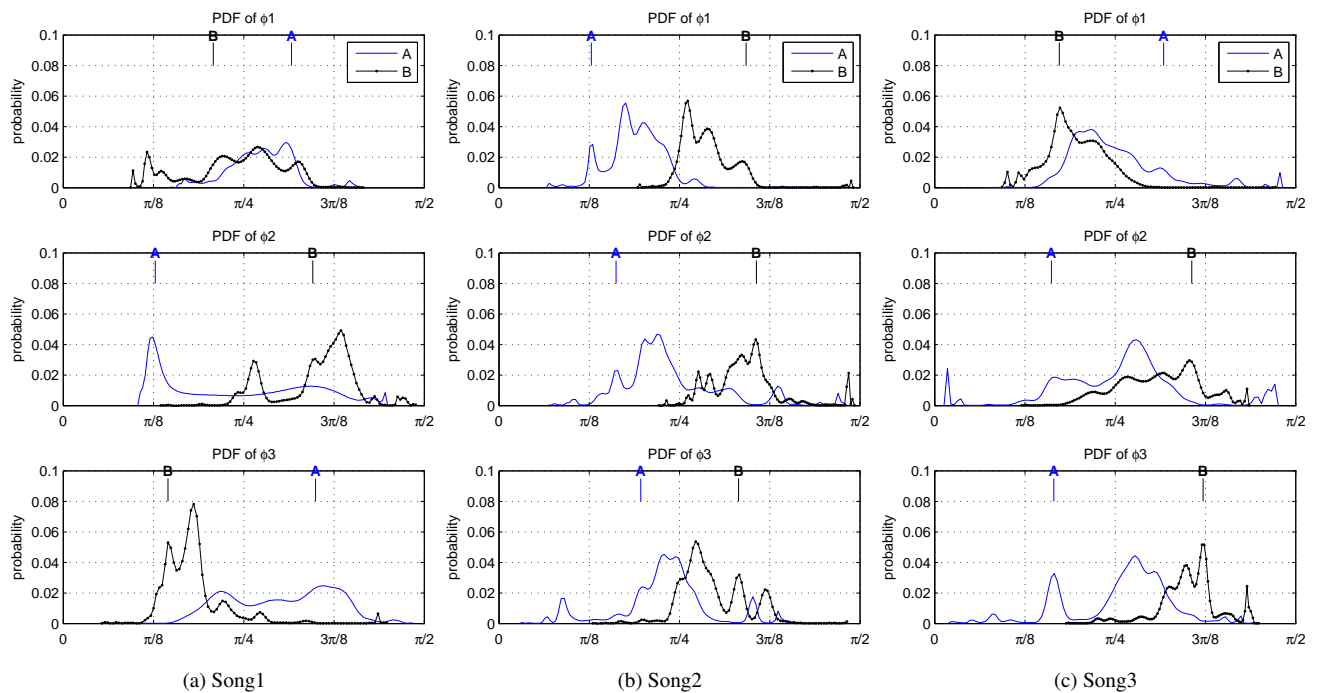 PDF of ϕ1
0.1
0.08
0.06
0.04
0.02
0
probability
B
A
A
B
0
π/8
π/4
3π/8
π/2
PDF of ϕ2
0.1
0.08
0.06
0.04
0.02
0
probability
A
B
0
π/8
π/4
3π/8
π/2
PDF of ϕ3
0.1
0.08
0.06
0.04
0.02
0
probability
B
A
0
π/8
π/4
3π/8
π/2
(a) Song1
PDF of ϕ1
0.1
0.08
0.06
0.04
0.02
0
probability
A
B
A
B
0
π/8
π/4
3π/8
π/2
PDF of ϕ2
0.1
0.08
0.06
0.04
0.02
0
probability
A
B
0
π/8
π/4
3π/8
π/2
PDF of ϕ3
0.1
0.08
0.06
0.04
0.02
0
probability
A
B
0
π/8
π/4
3π/8
π/2
(b) Song2
PDF of ϕ1
0.1
0.08
0.06
0.04
0.02
0
probability
B
A
A
B
0
π/8
π/4
3π/8
π/2
PDF of ϕ2
0.1
0.08
0.06
0.04
0.02
0
probability
A
B
0
π/8
π/4
3π/8
π/2
PDF of ϕ3
0.1
0.08
0.06
0.04
0.02
0
probability
A
B
0
π/8
π/4
3π/8
π/2
(c) Song3